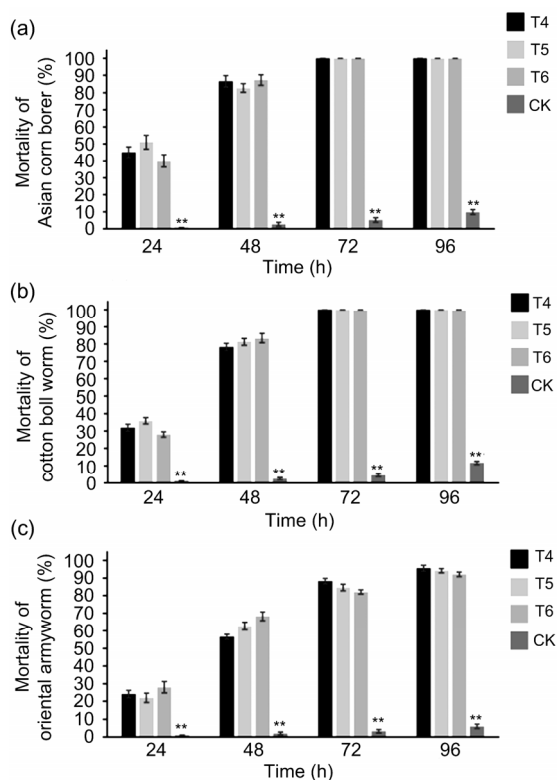 (a)
T4
T5
T6
CK
Mortality of
Asian corn borer (%)
100
90
80
70
60
50
40
30
20
10
0
** ** ** **
24 48 72 96
Time (h)
(b)
T4
T5
T6
CK
Mortality of
cotton boll worm (%)
100
90
80
70
60
50
40
30
20
10
0
** ** ** **
24 48 72 96
Time (h)
(c)
T4
T5
T6
CK
Mortality of
oriental armyworm (%)
100
90
80
70
60
50
40
30
20
10
0
** ** ** **
24 48 72 96
Time (h)